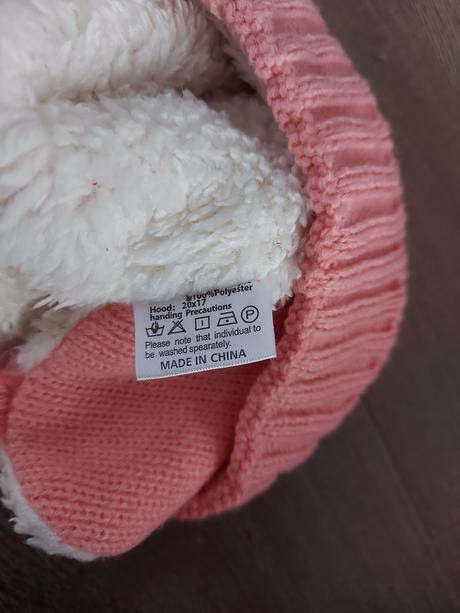 &100%Polyester
Hood: 20x17
handing Precautions
P
Please note that individual to
be washed spearately.
MADE IN CHINA